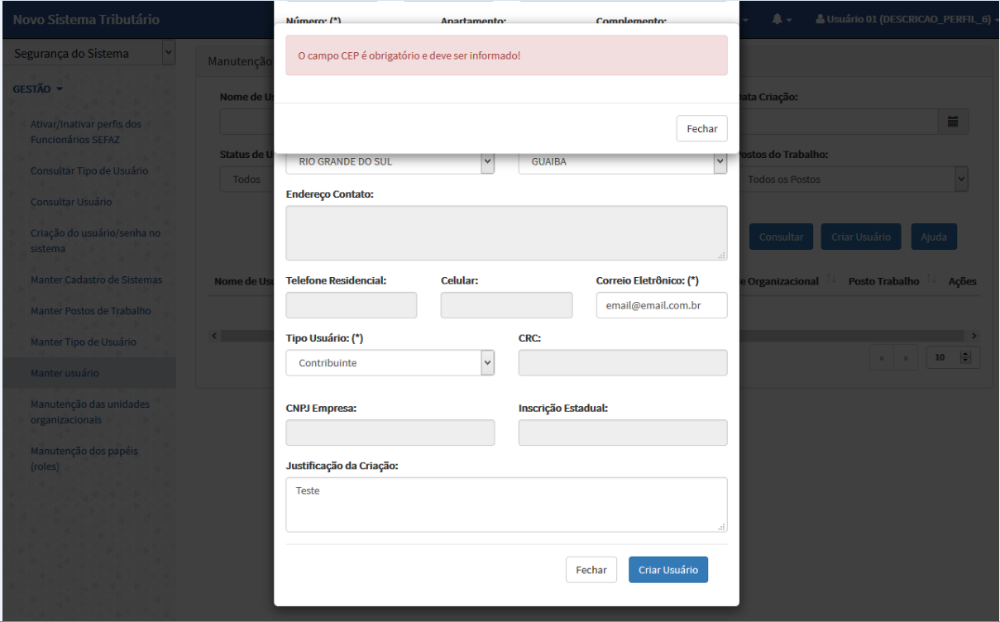 Novo Sistema Tributário
Usuário 01 (DESCRICAO_PERFIL_6)
Segurança do Sistema
GESTÃO
Ativar/Inativar perfis dos
Funcionários SEFAZ
Consultar Tipo de Usuário
Consultar Usuário
Criação do usuário/senha no
sistema
Manter Cadastro de Sistemas
Manter Postos de Trabalho
Manter Tipo de Usuário
Manter usuário
Manutenção das unidades
organizacionais
Manutenção dos papéis
(roles)
Manutenção
Nome de Us
Data Criação:
Status de U
Postos do Trabalho:
Todos
Todos os Postos
Consultar
Criar Usuário
Ajuda
Nome de Usu
e Organizacional
Posto Trabalho
Ações
«
»
10
Número: (*)
Apartamento:
Complemento:
O campo CEP é obrigatório e deve ser informado!
Fechar
RIO GRANDE DO SUL
GUAIBA
Endereço Contato:
Telefone Residencial:
Celular:
Correio Eletrônico: (*)
email@email.com.br
Tipo Usuário: (*)
CRC:
Contribuinte
CNPJ Empresa:
Inscrição Estadual:
Justificação da Criação:
Teste
Fechar
Criar Usuário